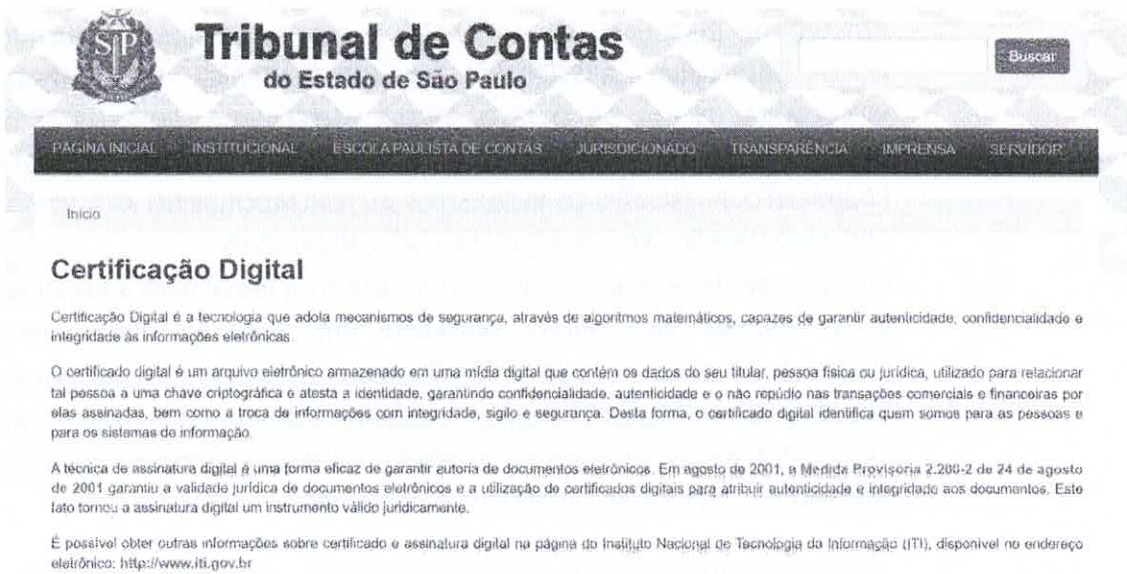 SP
Tribunal de Contas
do Estado de São Paulo
Buscar
PÁGINA INICIAL INSTITUCIONAL ESCOLA PAULISTA DE CONTAS JURISDICIONADO TRANSPARÊNCIA IMPRENSA SERVIDOR
Início
Certificação Digital
Certificação Digital é a tecnologia que adota mecanismos de segurança, através de algoritmos matemáticos, capazes de garantir autenticidade, confidencialidade e
integridade às informações eletrônicas.
O certificado digital é um arquivo eletrônico armazenado em uma mídia digital que contém os dados do seu titular, pessoa física ou jurídica, utilizado para relacionar
tal pessoa a uma chave criptográfica e atesta a identidade, garantindo confidencialidade, autenticidade e o não repúdio nas transações comerciais e financeiras por
elas assinadas, bem como a troca de informações com integridade, sigilo e segurança. Desta forma, o certificado digital identifica quem somos para as pessoas e
para os sistemas de informação.
A técnica de assinatura digital é uma forma eficaz de garantir autoria de documentos eletrônicos. Em agosto de 2001, a Medida Provisória 2.200-2 de 24 de agosto
de 2001 garantiu a validade jurídica de documentos eletrônicos e a utilização de certificados digitais para atribuir autenticidade e integridade aos documentos. Este
fato tornou a assinatura digital um instrumento válido juridicamente.
É possível obter outras informações sobre certificado e assinatura digital na página do Instituto Nacional de Tecnologia da Informação (ITI), disponível no endereço
eletrônico: http://www.iti.gov.br